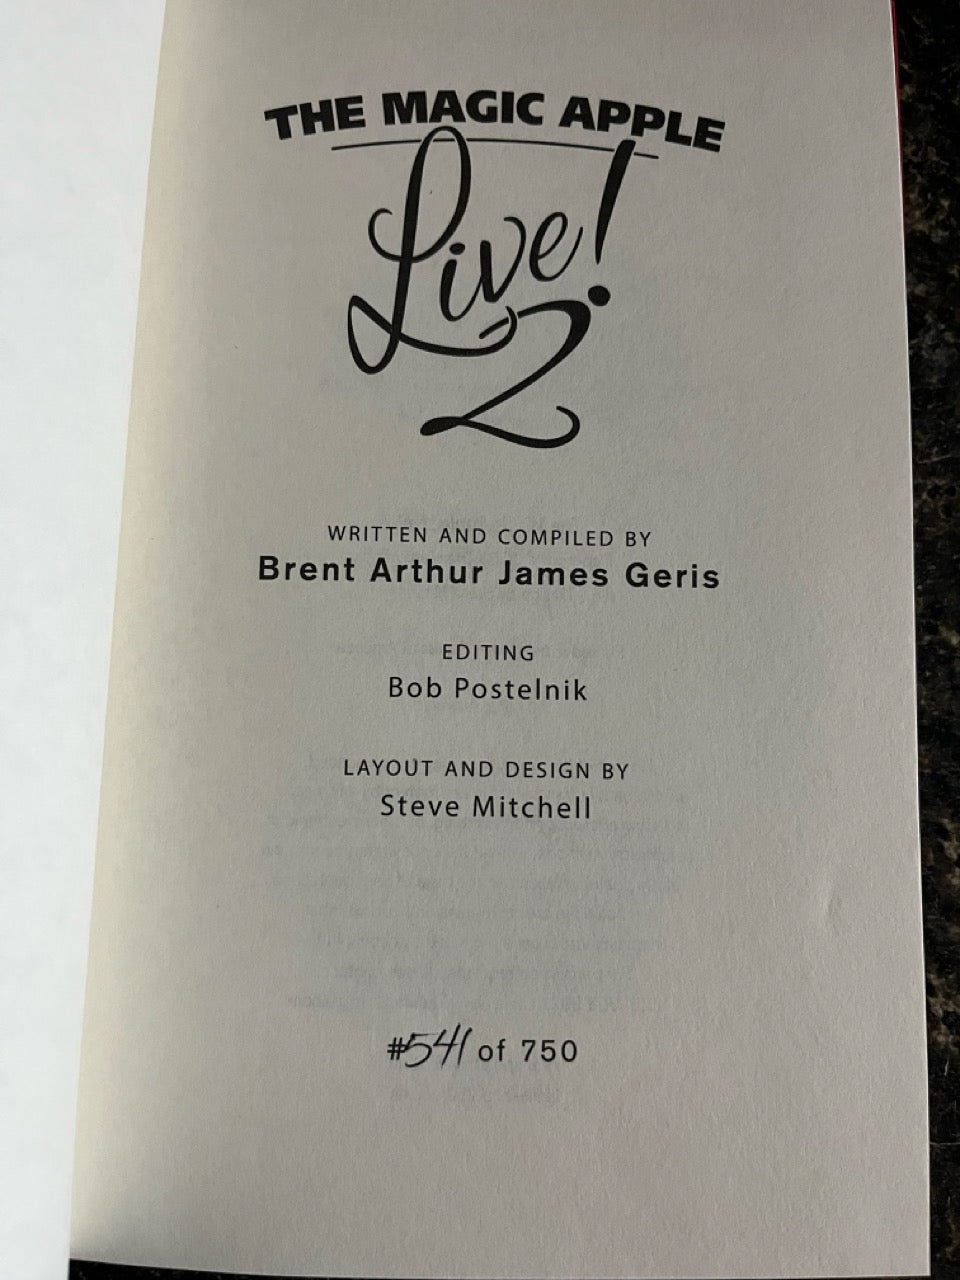 THE MAGIC APPLE
Live!
2
WRITTEN AND COMPILED BY
Brent Arthur James Geris
EDITING
Bob Postelnik
LAYOUT AND DESIGN BY
Steve Mitchell
#541 of 750